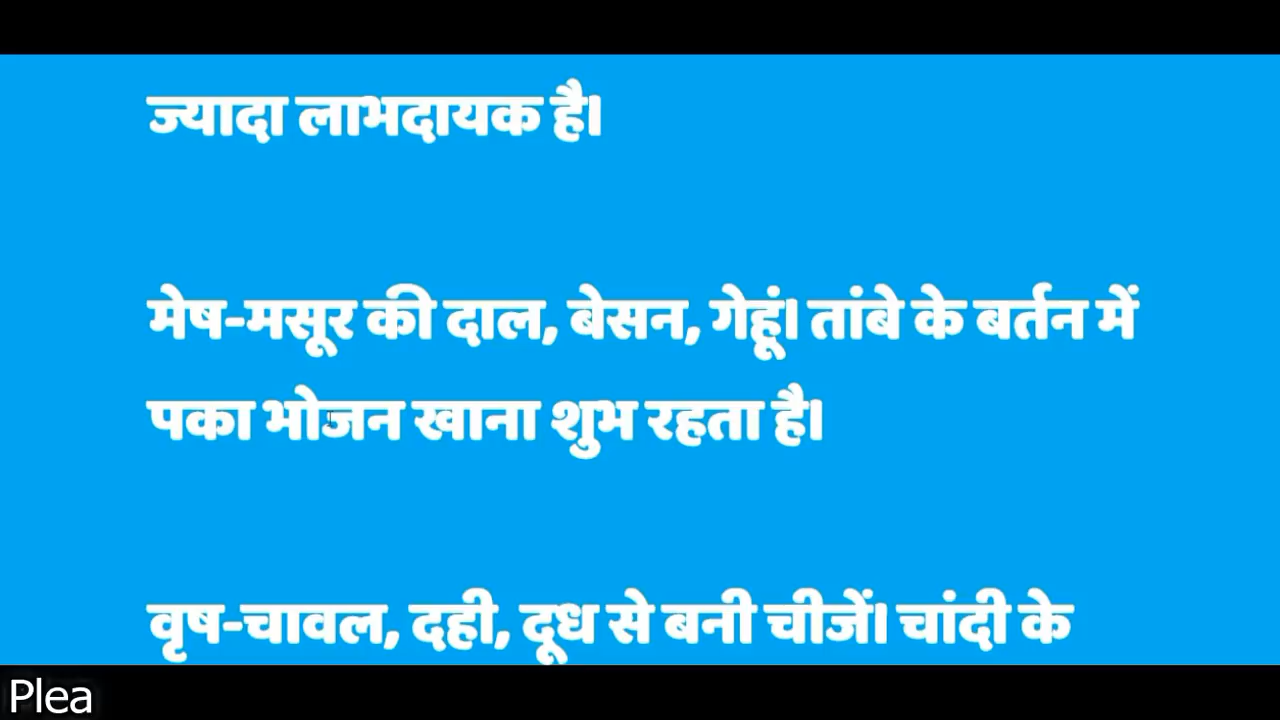 ज्यादा लाभदायक है।
मेष-मसूर की दाल, बेसन, गेहूं। तांबे के बर्तन में
पका भोजन खाना शुभ रहता है।
वृष-चावल, दही, दूध से बनी चीजें। चांदी के
Plea